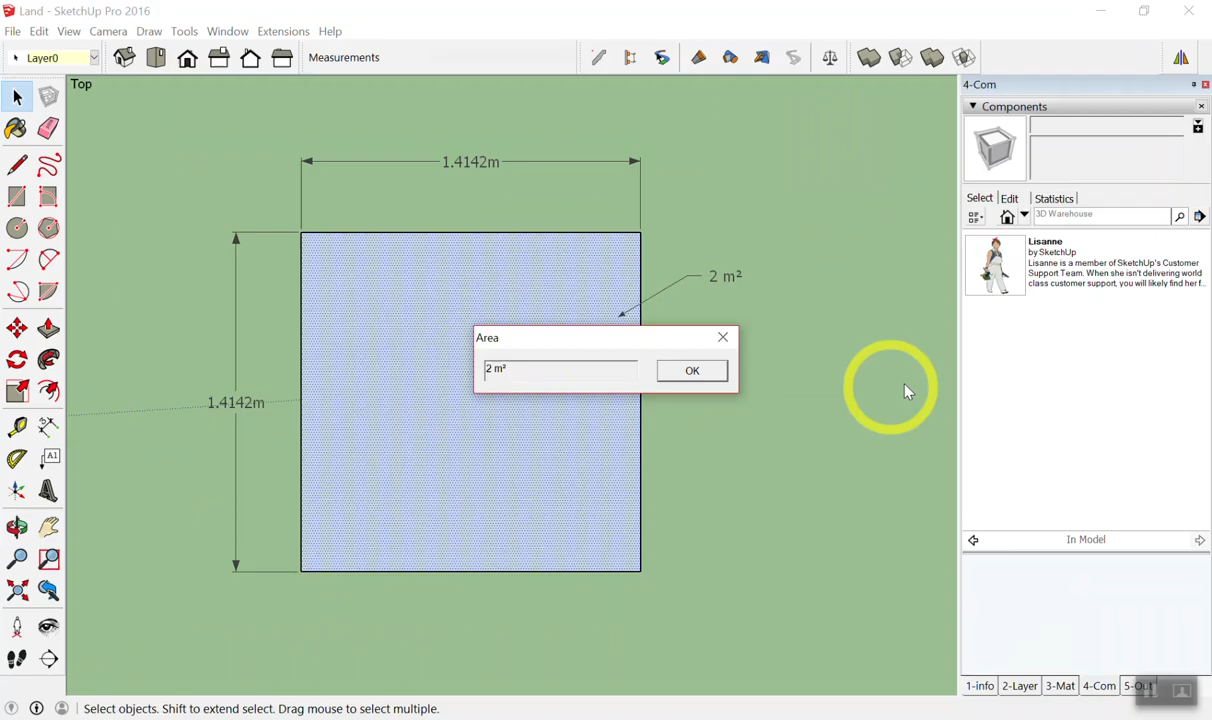 Land - SketchUp Pro 2016
File Edit View Camera Draw Tools Window Extensions Help
Layer0
Measurements
Top
4-Com
Components
Select Edit Statistics
3D Warehouse
Lisanne
by SketchUp
Lisanne is a member of SketchUp's Customer
Support Team. When she isn't delivering world
class customer support, you will likely find her f...
1.4142m
2 m²
Area
2 m²
OK
1.4142m
A1
In Model
1-info 2-Layer 3-Mat 4-Com
Select objects. Shift to extend select. Drag mouse to select multiple.